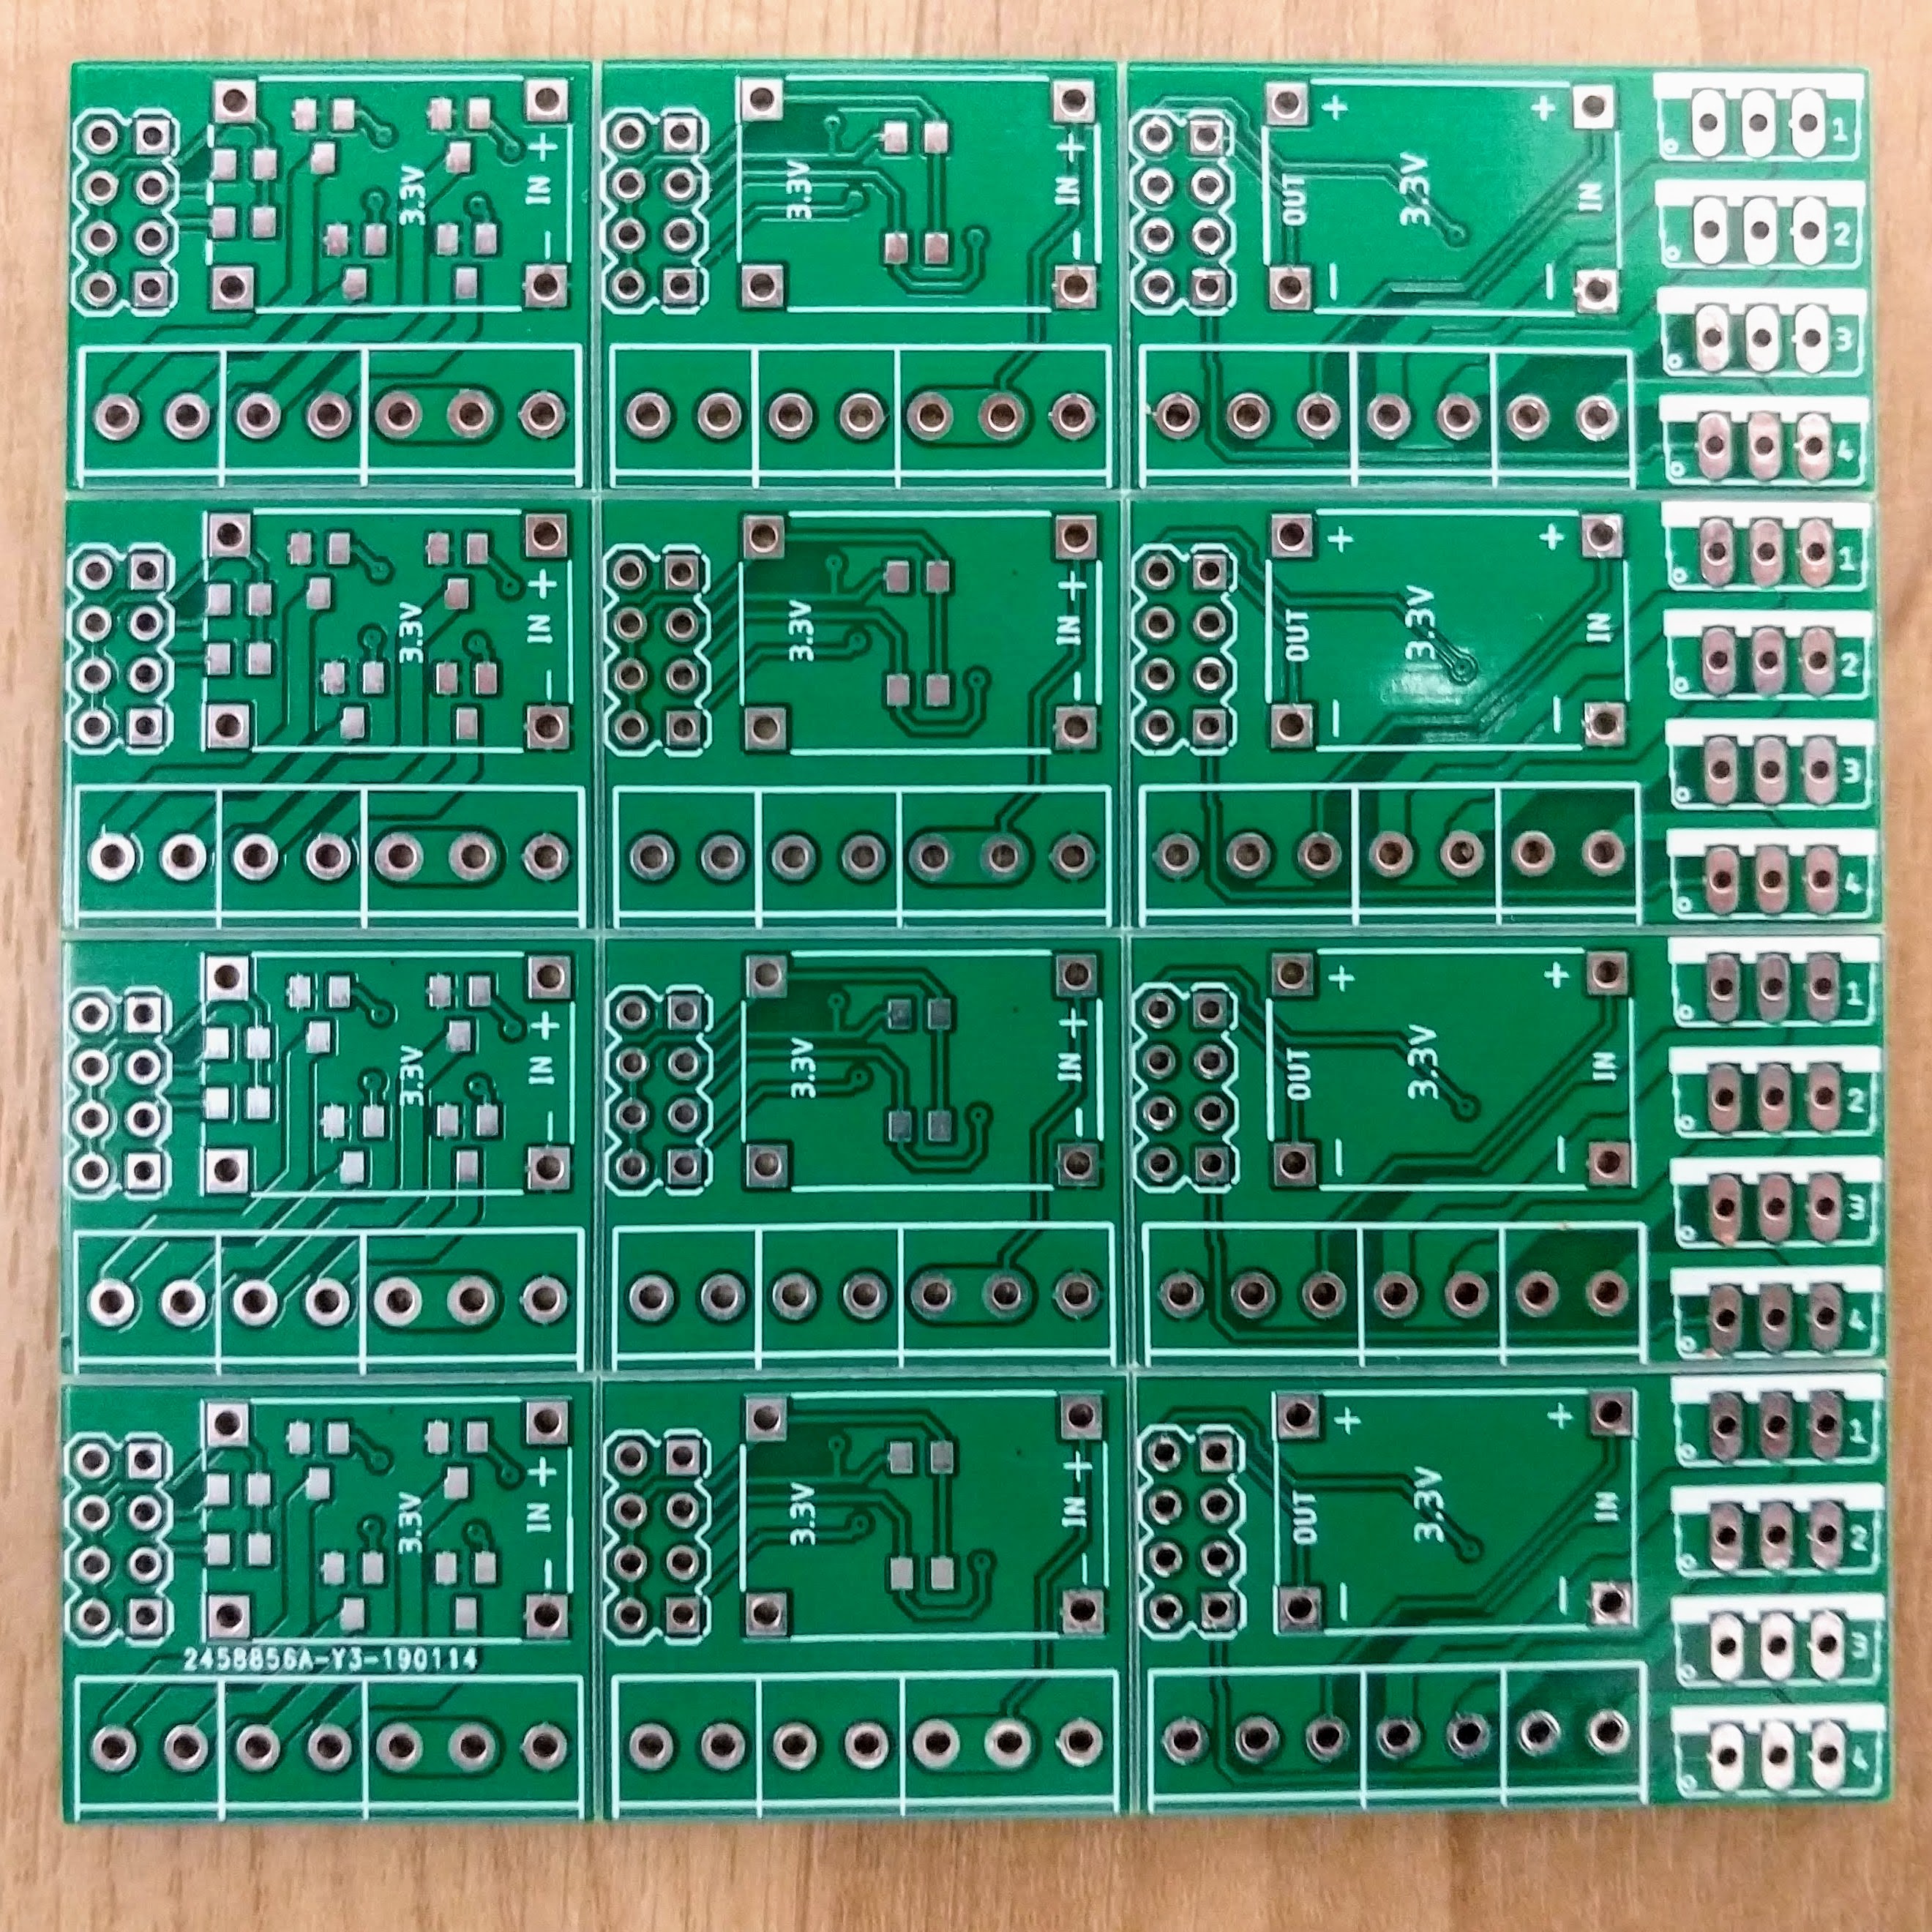 3.3V
IN
+
-
3.3V
IN
+
-
+
+
OUT
3.3V
IN
-
-
1
2
3
4
3.3V
IN
+
-
3.3V
IN
+
-
+
+
OUT
3.3V
IN
-
-
1
2
3
4
3.3V
IN
+
-
3.3V
IN
+
-
+
+
OUT
3.3V
IN
-
-
1
2
3
4
3.3V
IN
+
-
2458856A-Y3-190114
3.3V
IN
+
-
+
+
OUT
3.3V
IN
-
-
1
2
3
4